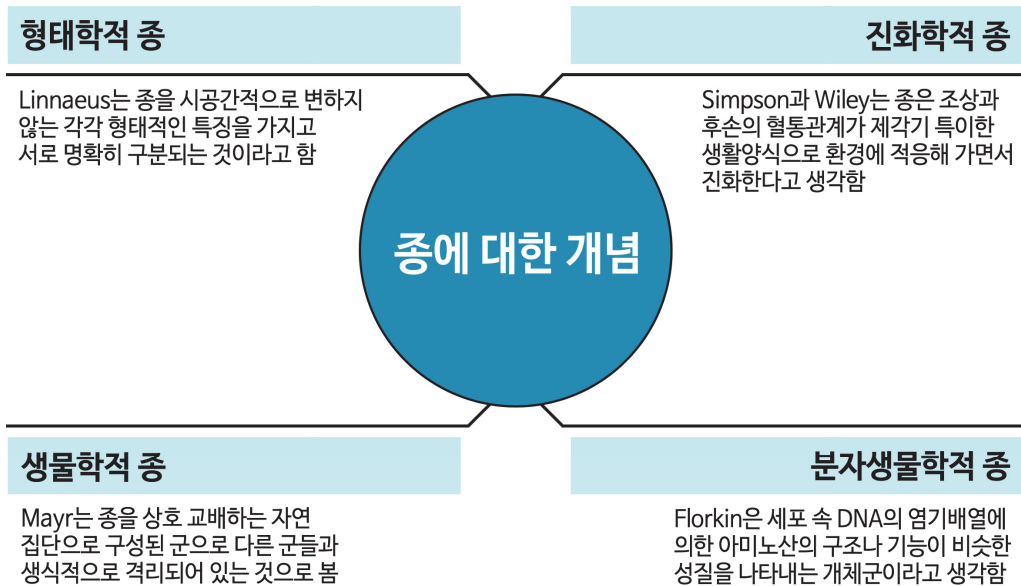 형태학적 종
Linnaeus는 종을 시공간적으로 변하지
않는 각각 형태적인 특징을 가지고
서로 명확히 구분되는 것이라고 함
진화학적 종
Simpson과 Wiley는 종은 조상과
후손의 혈통관계가 제각기 특이한
생활양식으로 환경에 적응해 가면서
진화한다고 생각함
종에 대한 개념
생물학적 종
Mayr는 종을 상호 교배하는 자연
집단으로 구성된 군으로 다른 군들과
생식적으로 격리되어 있는 것으로 봄
분자생물학적 종
Florkin은 세포 속 DNA의 염기배열에
의한 아미노산의 구조나 기능이 비슷한
성질을 나타내는 개체군이라고 생각함